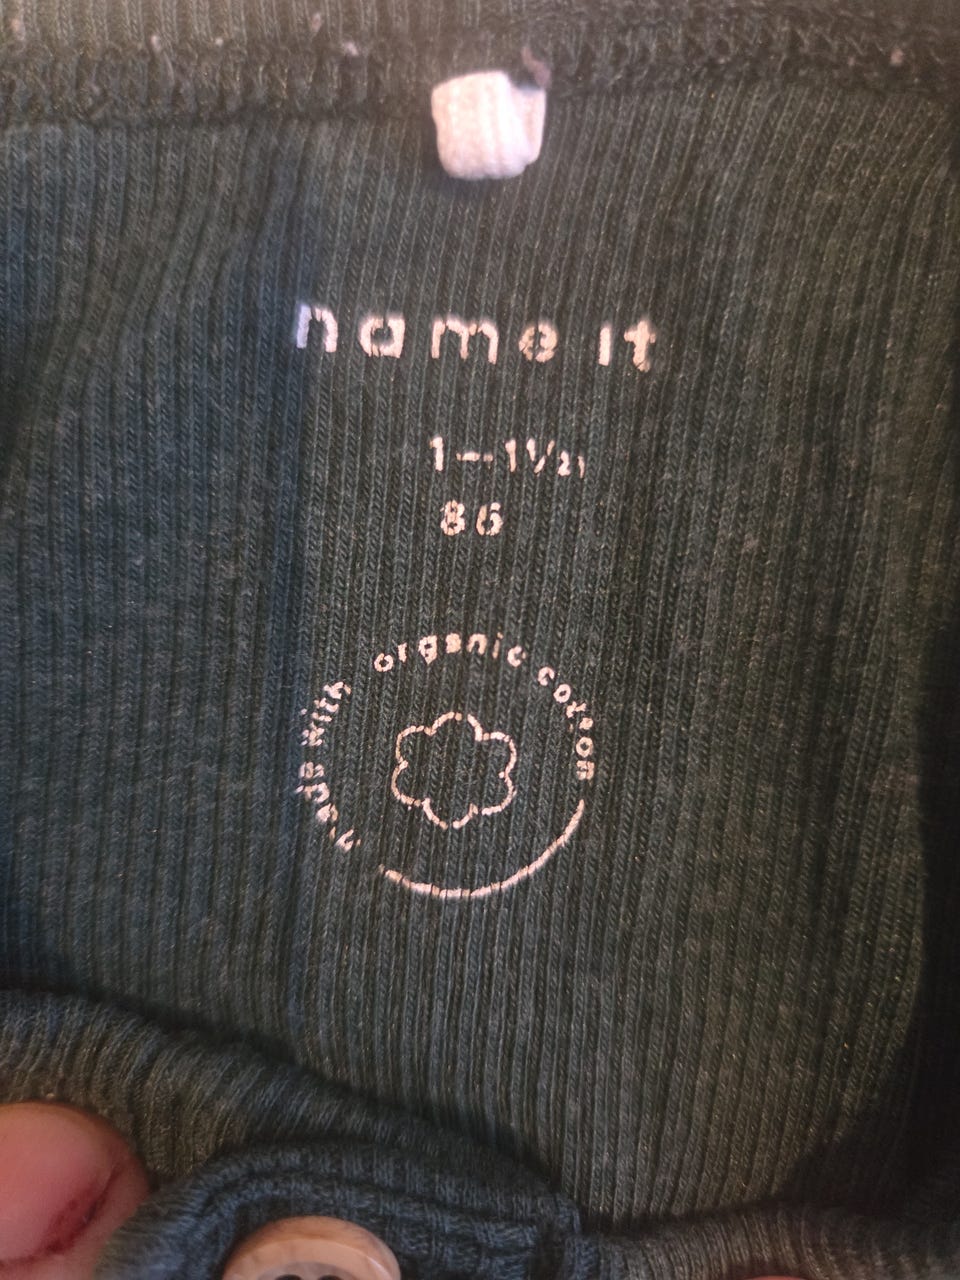 name it
1–1½
86
made with organic cotton